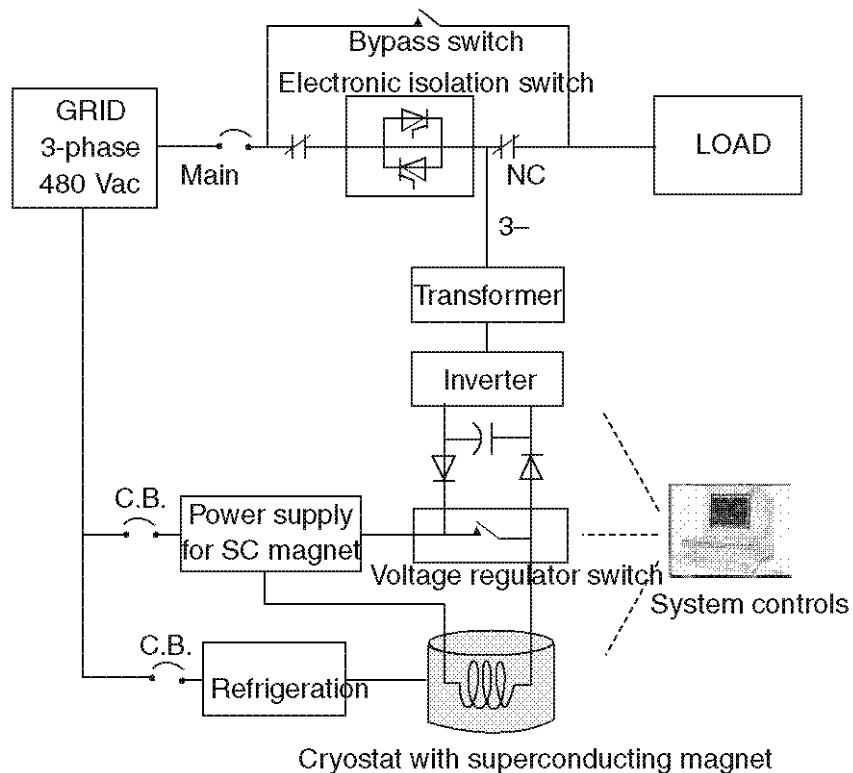 Bypass switch
Electronic isolation switch
GRID
3-phase
480 Vac
Main
NC
LOAD
3–
Transformer
Inverter
C.B.
Power supply
for SC magnet
Voltage regulator switch
System controls
C.B.
Refrigeration
Cryostat with superconducting magnet